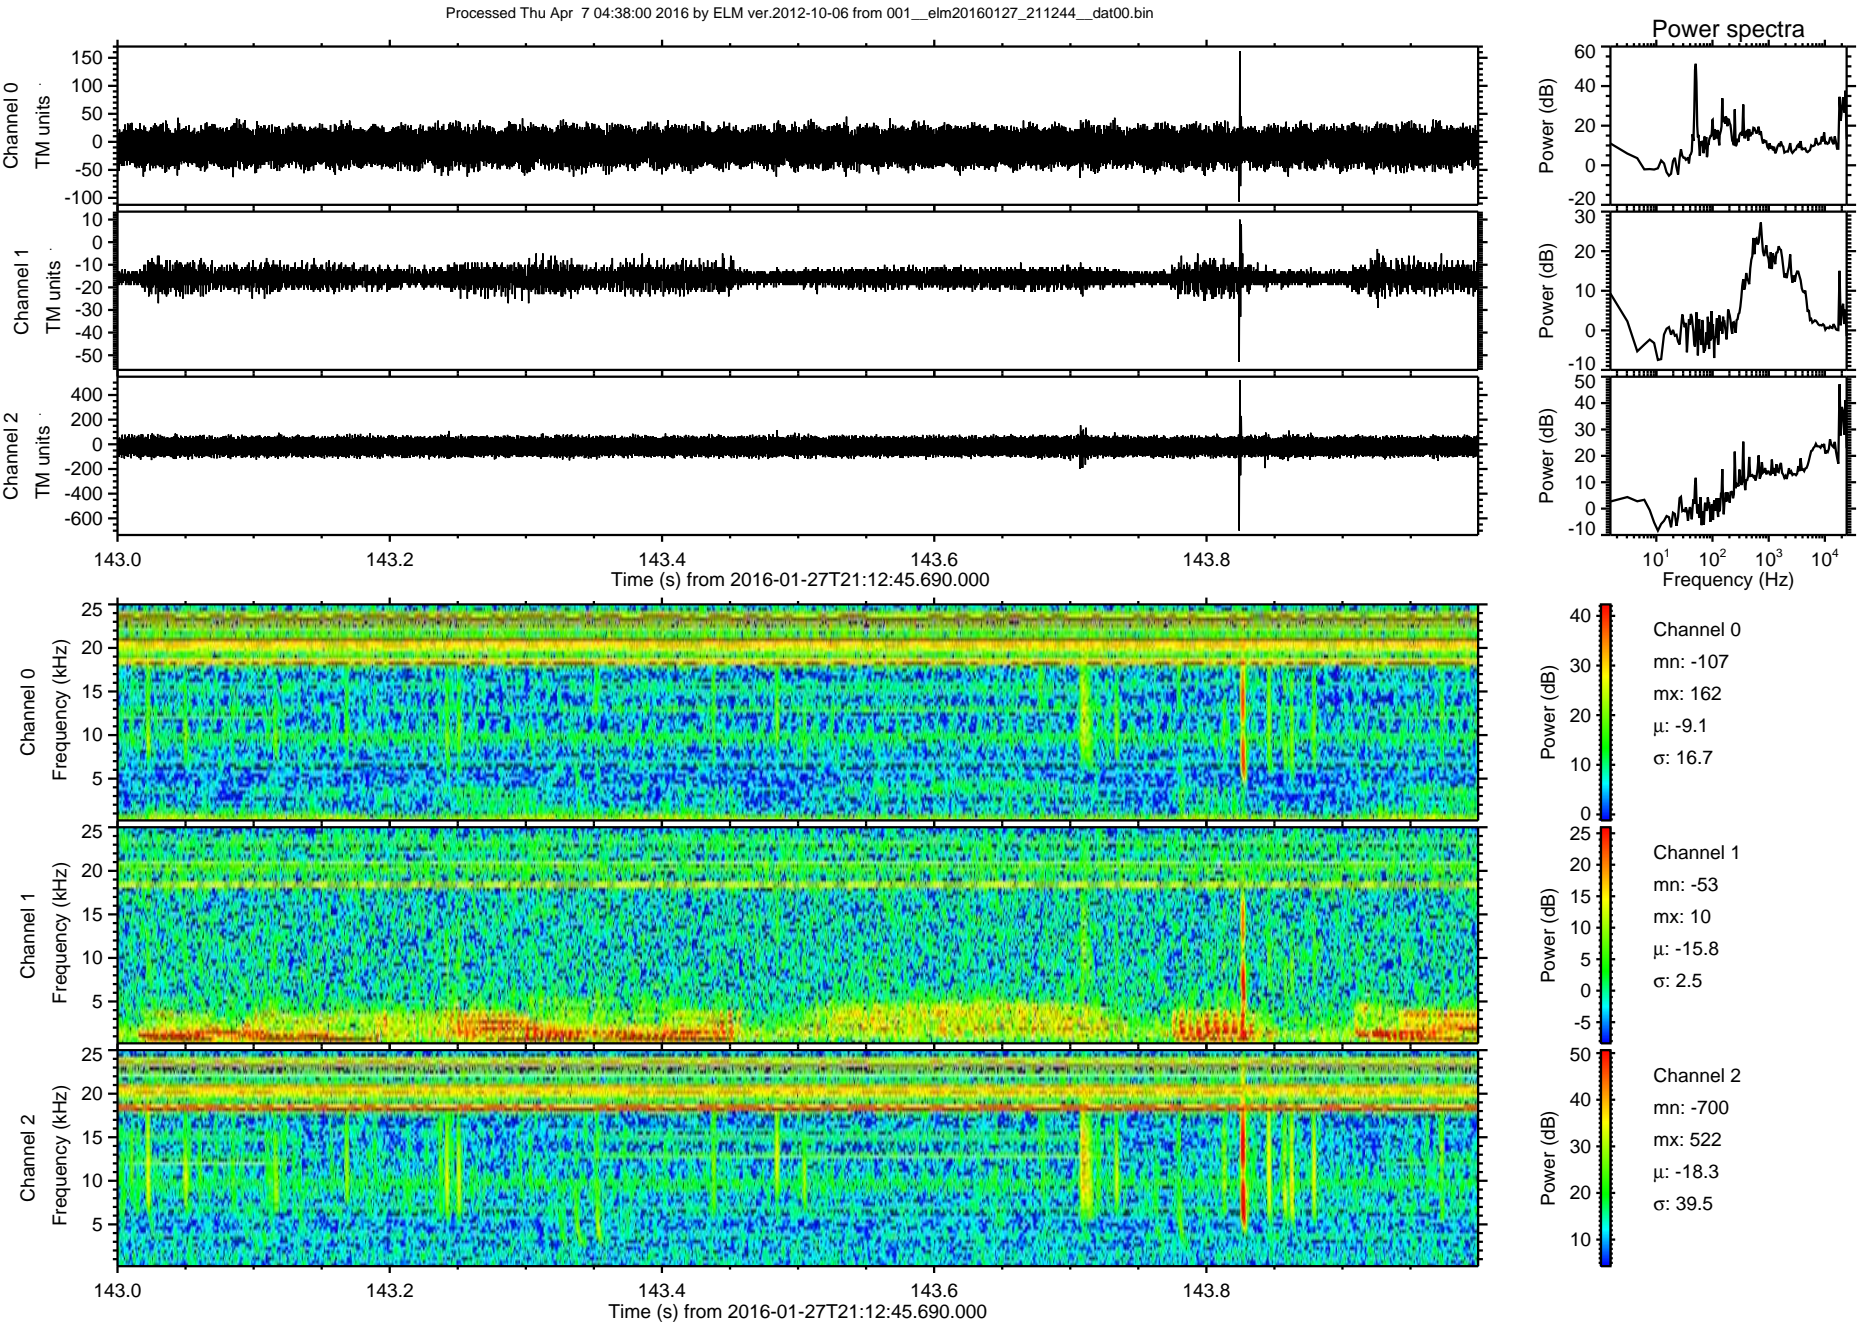 Processed Thu Apr  7 04:38:00 2016 by ELM ver.2012-10-06 from 001__elm20160127_211244__dat00.bin
Power spectra
Channel 0
TM units
150
100
50
0
-50
-100
Power (dB)
60
40
20
0
-20
Channel 1
TM units
10
0
-10
-20
-30
-40
-50
Power (dB)
30
20
10
0
-10
Channel 2
TM units
400
200
0
-200
-400
-600
Power (dB)
50
40
30
20
10
0
-10
143.0 143.2 143.4 143.6 143.8
Time (s) from 2016-01-27T21:12:45.690.000
10¹ 10² 10³ 10⁴
Frequency (Hz)
Channel 0
Frequency (kHz)
25
20
15
10
5
Power (dB)
40
30
20
10
0
Channel 0
mn: -107
mx: 162
μ: -9.1
σ: 16.7
Channel 1
Frequency (kHz)
25
20
15
10
5
Power (dB)
25
20
15
10
5
0
-5
Channel 1
mn: -53
mx: 10
μ: -15.8
σ: 2.5
Channel 2
Frequency (kHz)
25
20
15
10
5
Power (dB)
50
40
30
20
10
Channel 2
mn: -700
mx: 522
μ: -18.3
σ: 39.5
143.0 143.2 143.4 143.6 143.8
Time (s) from 2016-01-27T21:12:45.690.000